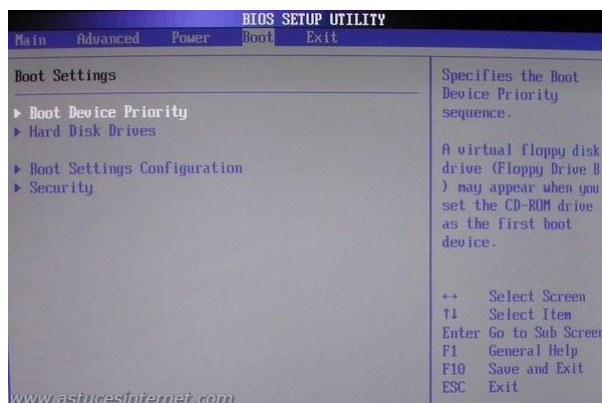 BIOS SETUP UTILITY
Main Advanced Power Boot Exit
Boot Settings
▶ Boot Device Priority
▶ Hard Disk Drives
▶ Boot Settings Configuration
▶ Security
Specifies the Boot
Device Priority
sequence.
A virtual floppy disk
drive (Floppy Drive B
) may appear when you
set the CD-ROM drive
as the first boot
device.
↔ Select Screen
↑↓ Select Item
Enter Go to Sub Screen
F1 General Help
F10 Save and Exit
ESC Exit
www.astucesinternet.com